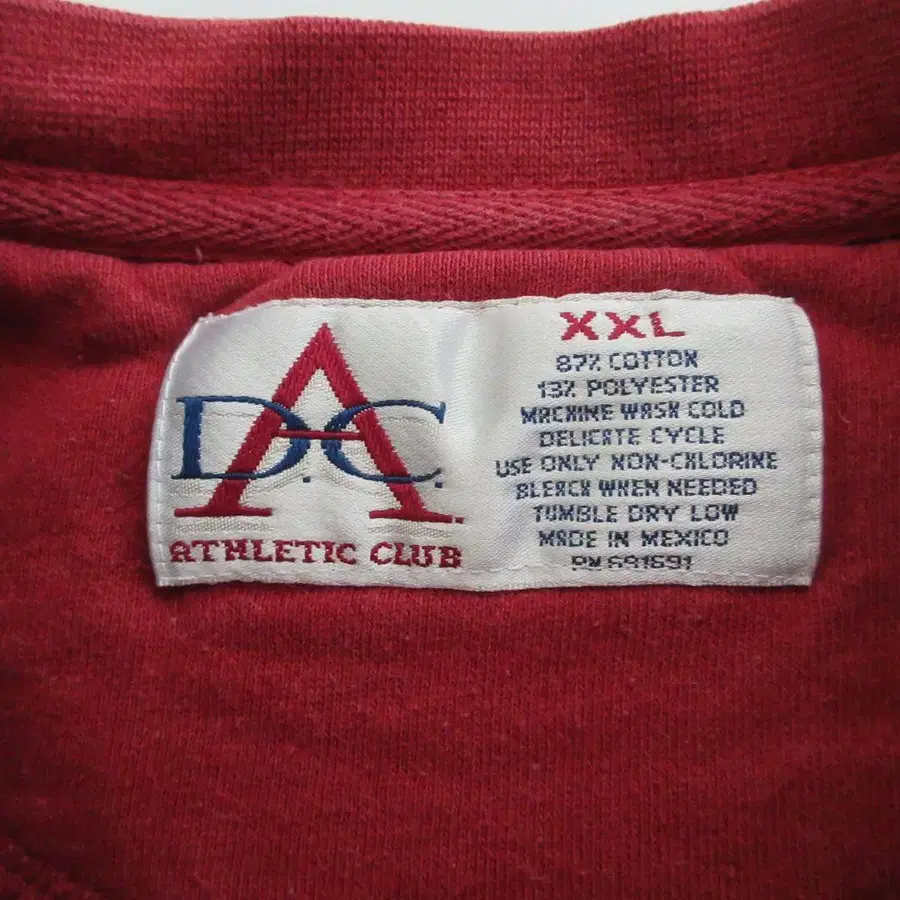 D.A.C.
ATHLETIC CLUB
XXL
87% COTTON
13% POLYESTER
MACHINE WASH COLD
DELICATE CYCLE
USE ONLY NON-CHLORINE
BLEACH WHEN NEEDED
TUMBLE DRY LOW
MADE IN MEXICO